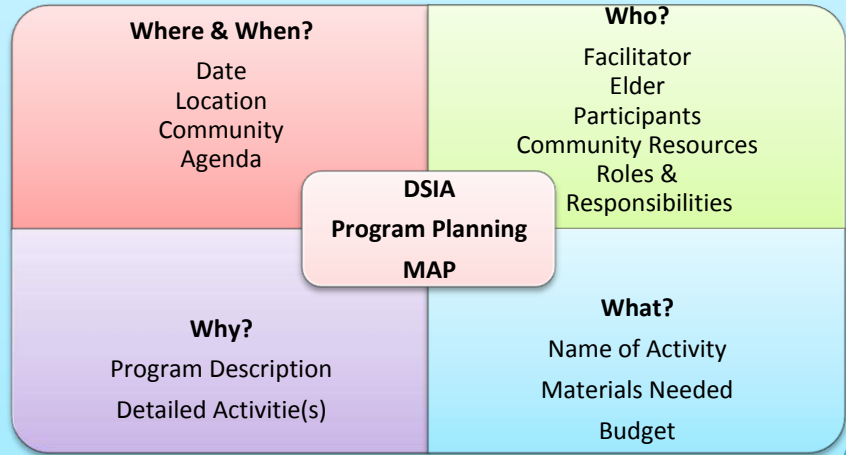 Where & When?
Date
Location
Community
Agenda
Who?
Facilitator
Elder
Participants
Community Resources
Roles &
Responsibilities
DSIA
Program Planning
MAP
Why?
Program Description
Detailed Activitie(s)
What?
Name of Activity
Materials Needed
Budget